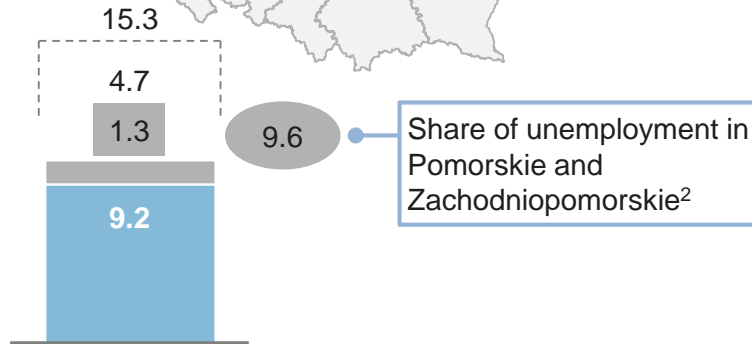 15.3
4.7
1.3
9.6
Share of unemployment in
Pomorskie and
Zachodniopomorskie²
9.2